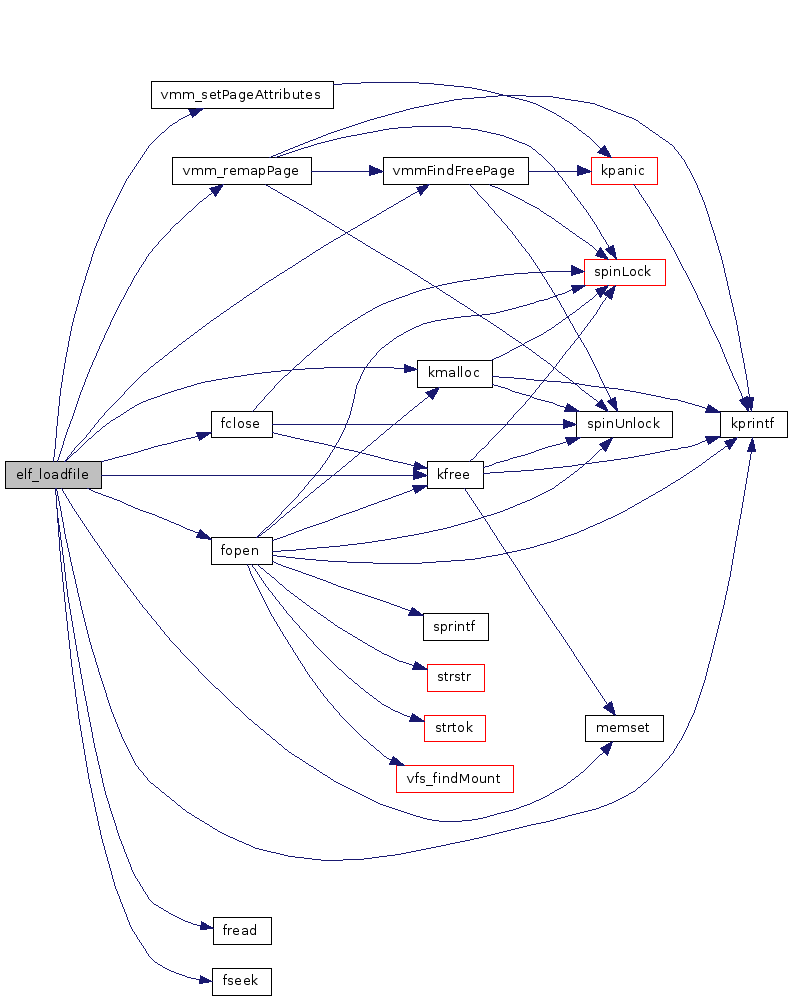 vmm_setPageAttributes
vmm_remapPage
vmmFindFreePage
kpanic
spinLock
kmalloc
fclose
spinUnlock
kprintf
elf_loadfile
kfree
fopen
sprintf
strstr
strtok
memset
vfs_findMount
fread
fseek